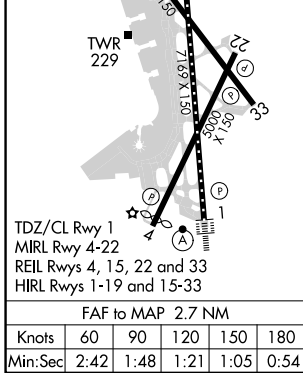 150
TWR
229
7169 X 150
5000
X 150
22
P
P
33
P
P
1
4
A
TDZ/CL Rwy 1
MIRL Rwy 4-22
REIL Rwys 4, 15, 22 and 33
HIRL Rwys 1-19 and 15-33
FAF to MAP 2.7 NM
Knots 60 90 120 150 180
Min:Sec 2:42 1:48 1:21 1:05 0:54